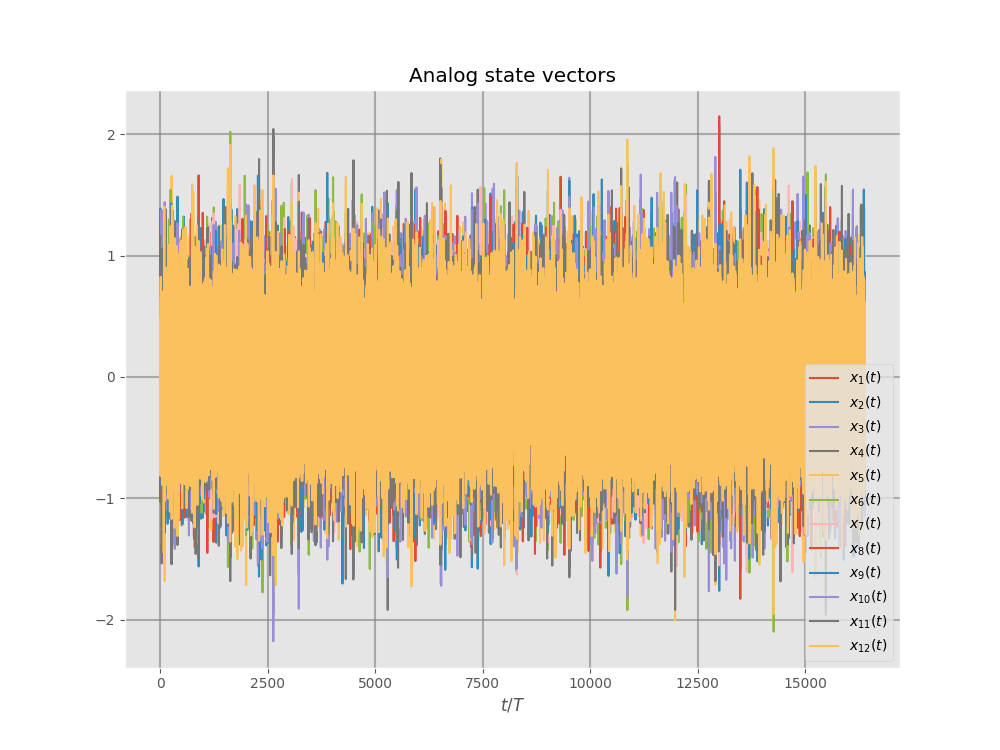 Analog state vectors
2
1
0
−1
−2
0 2500 5000 7500 10000 12500 15000
t/T
x₁(t)
x₂(t)
x₃(t)
x₄(t)
x₅(t)
x₆(t)
x₇(t)
x₈(t)
x₉(t)
x₁₀(t)
x₁₁(t)
x₁₂(t)